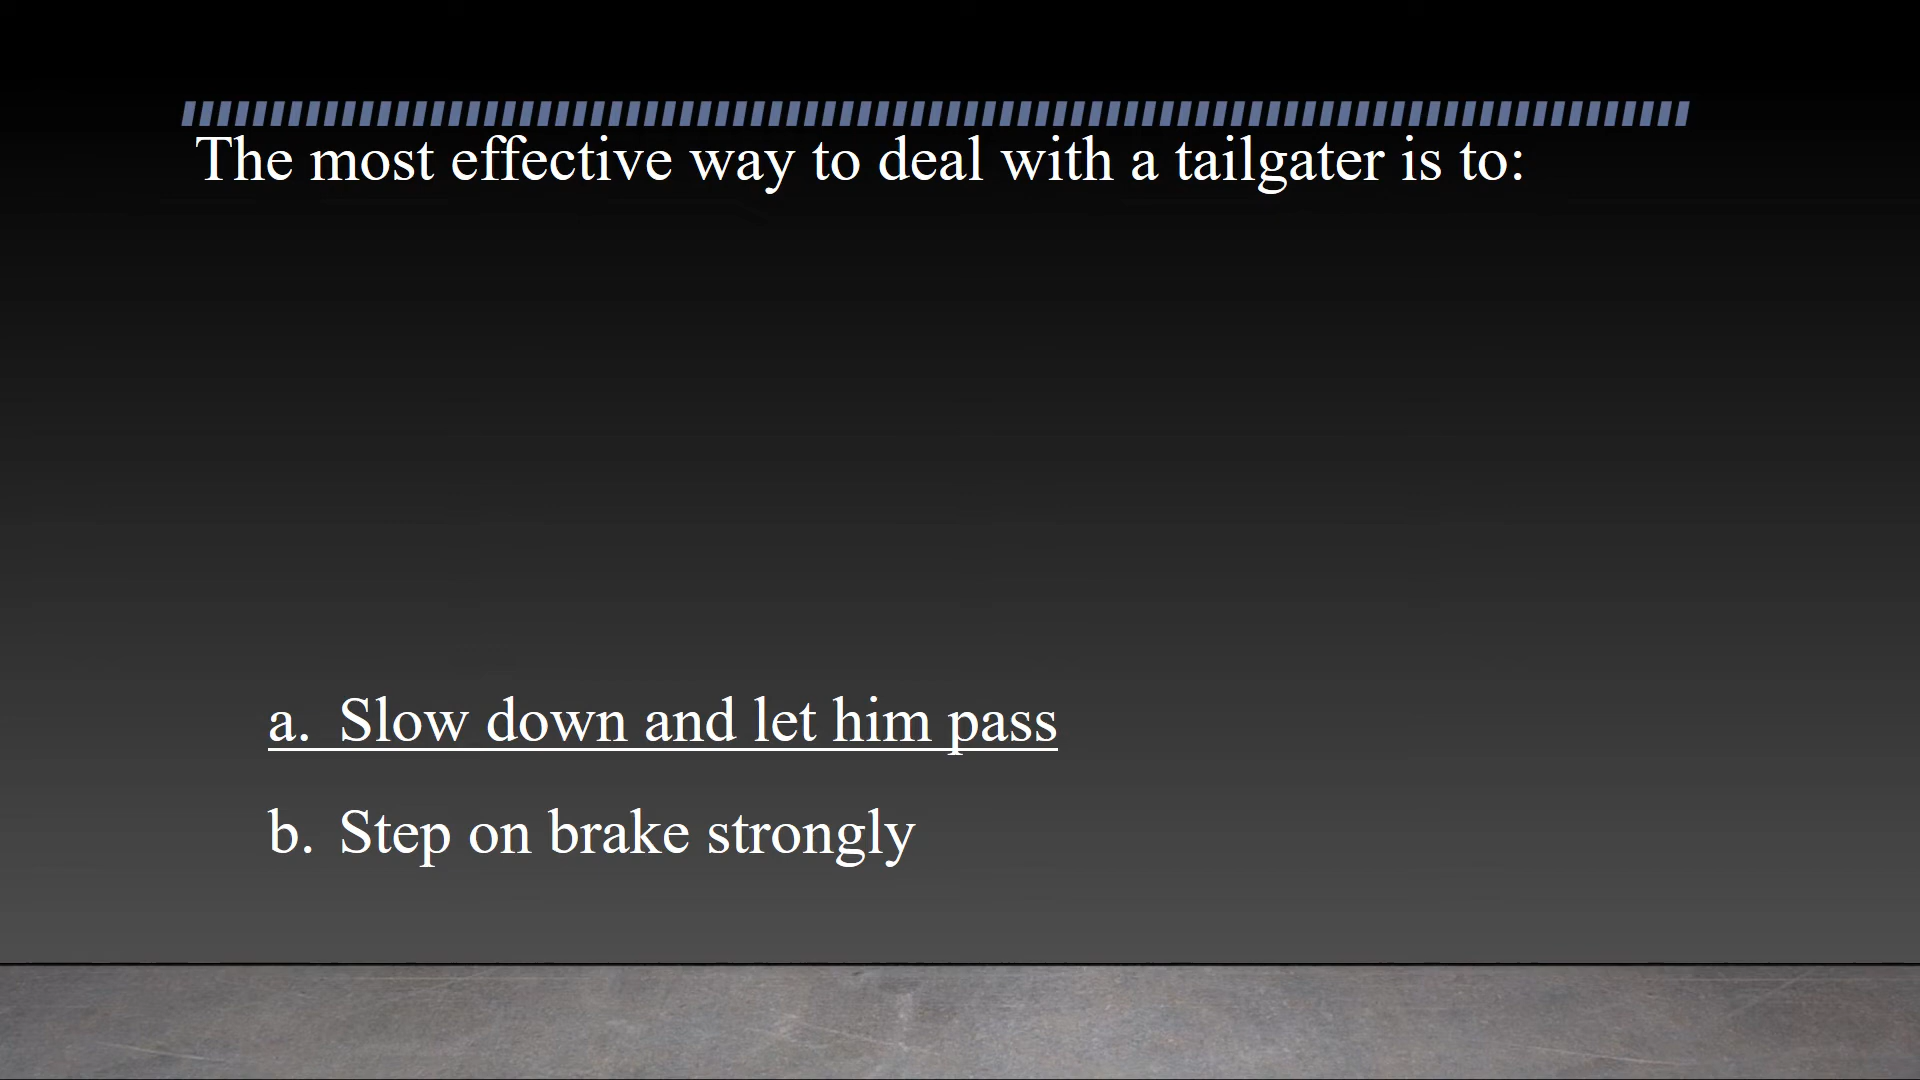 The most effective way to deal with a tailgater is to:
a. Slow down and let him pass
b. Step on brake strongly